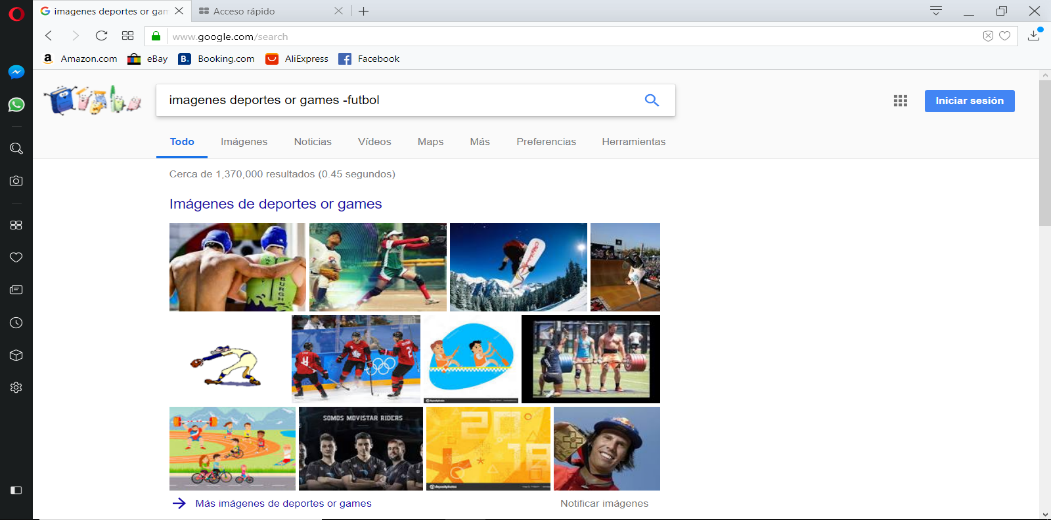 imagenes deportes or gam
Acceso rápido
www.google.com/search
Amazon.com
eBay
Booking.com
AliExpress
Facebook
imagenes deportes or games -futbol
Iniciar sesión
Todo
Imágenes
Noticias
Vídeos
Maps
Más
Preferencias
Herramientas
Cerca de 1,370,000 resultados (0.45 segundos)
Imágenes de deportes or games
SOMOS MOVISTAR RIDERS
Más imágenes de deportes or games
Notificar imágenes